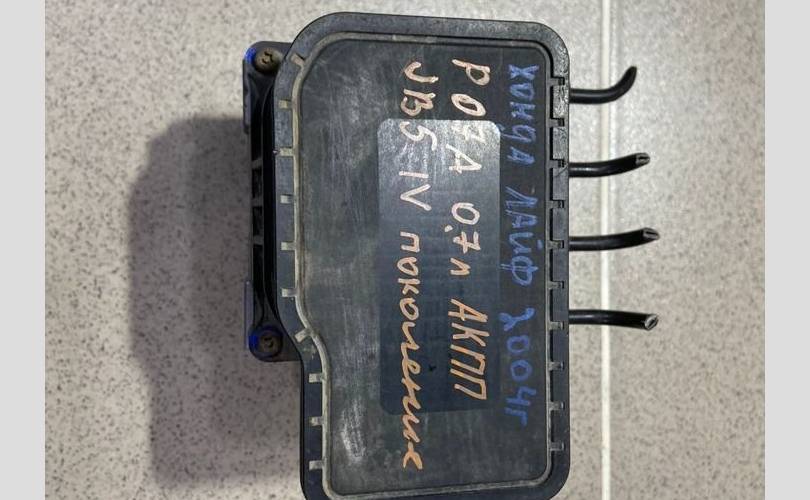 ХОНДА ЛАЙФ 2004г
P07A 0,7л АКПП
JB5 IV поколение